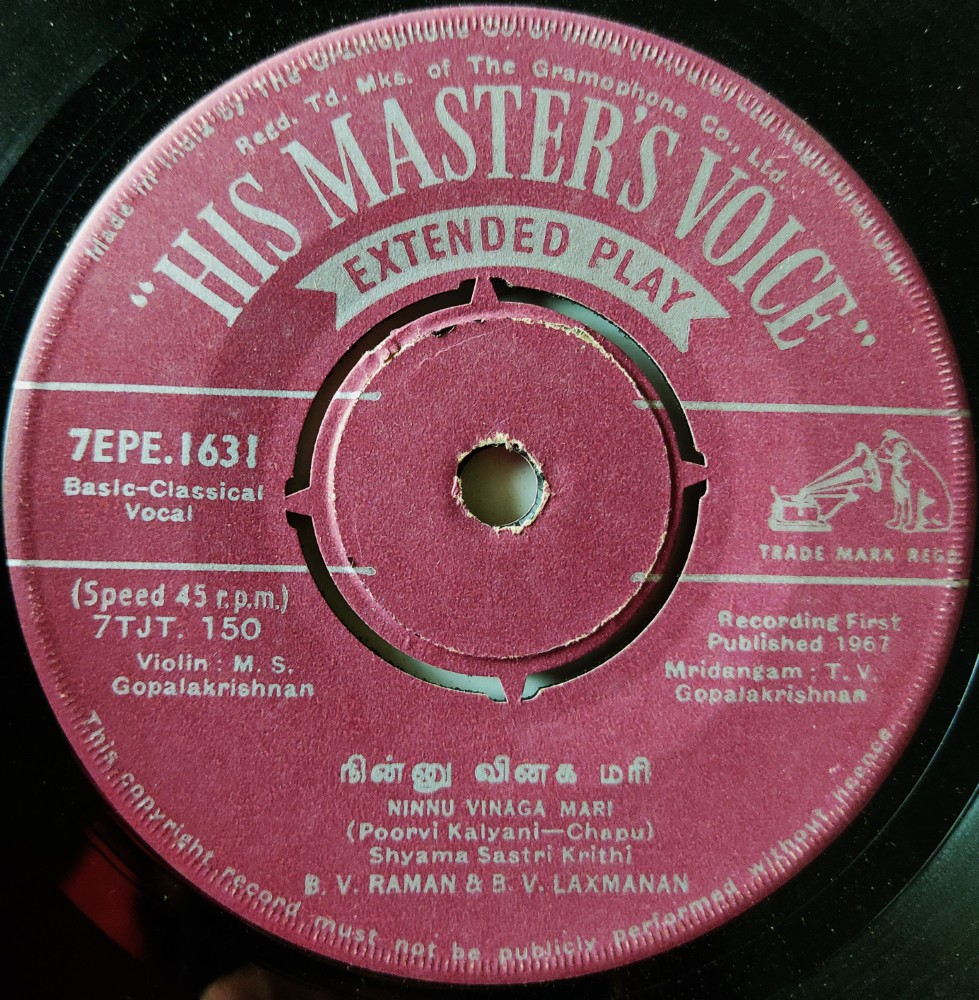 Made in India by The Gramophone Co. of India (Private) Ltd.
Regd. Td. Mks. of The Gramophone Co., Ltd.
"HIS MASTER'S VOICE"
EXTENDED PLAY
7EPE.1631
Basic-Classical
Vocal
TRADE MARK REGD
(Speed 45 r.p.m.)
7TJT. 150
Violin : M. S.
Gopalakrishnan
Recording First
Published 1967
Mridangam : T. V.
Gopalakrishnan
நின்னு வினக மரி
NINNU VINAGA MARI
(Poorvi Kalyani—Chapu)
Shyama Sastri Krithi
B. V. RAMAN & B. V. LAXMANAN
This copyright record must not be publicly performed without licence.